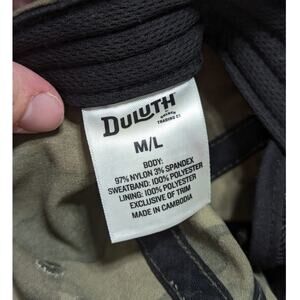 DULUTH
TRADING CO
M/L
BODY:
97% NYLON 3% SPANDEX
SWEATBAND: 100% POLYESTER
LINING: 100% POLYESTER
EXCLUSIVE OF TRIM
MADE IN CAMBODIA